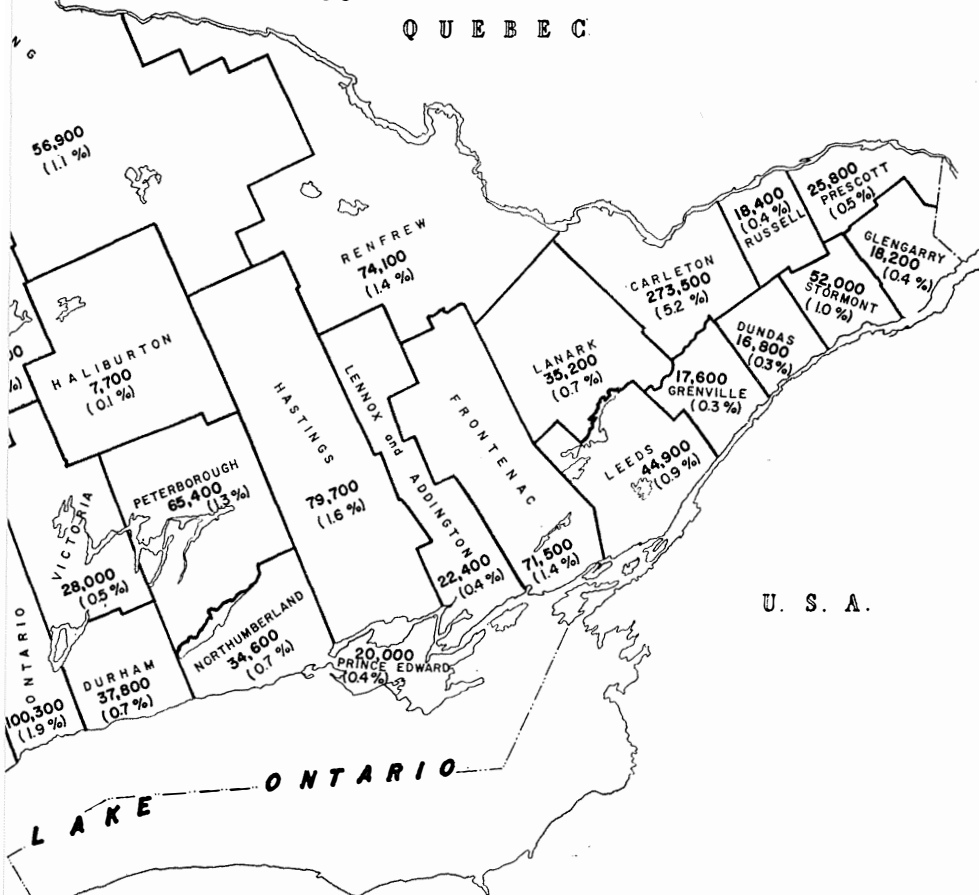 QUEBEC
NG
56,900
(1.1 %)
RENFREW
74,100
(1.4 %)
CARLETON
273,500
(5.2 %)
18,400
(0.4 %)
RUSSELL
25,800
PRESCOTT
(0.5 %)
GLENGARRY
18,200
(0.4 %)
52,000
STORMONT
(1.0 %)
DUNDAS
16,800
(0.3%)
17,600
GRENVILLE
(0.3 %)
LANARK
35,200
(0.7 %)
LEEDS
44,900
(0.9 %)
FRONTENAC
71,500
(1.4 %)
LENNOX and ADDINGTON
22,400
(0.4 %)
HASTINGS
79,700
(1.6 %)
HALIBURTON
7,700
(0.1 %)
PETERBOROUGH
65,400 (1.3 %)
VICTORIA
28,000
(0.5 %)
NORTHUMBERLAND
34,600
(0.7 %)
DURHAM
37,800
(0.7 %)
ONTARIO
100,300
(1.9 %)
20,000
PRINCE EDWARD
(0.4%)
U. S. A.
LAKE ONTARIO